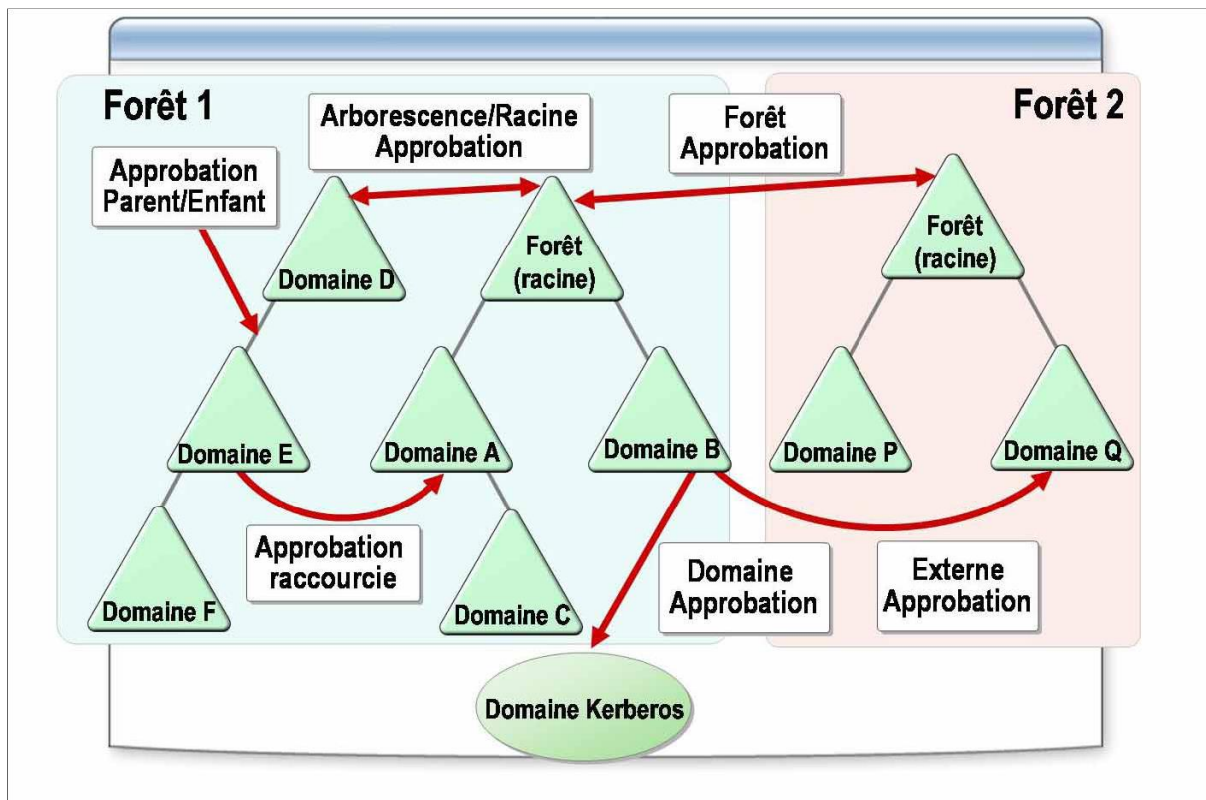 Forêt 1
Arborescence/Racine
Approbation
Forêt
Approbation
Forêt 2
Approbation
Parent/Enfant
Domaine D
Forêt
(racine)
Forêt
(racine)
Domaine E
Domaine A
Domaine B
Domaine P
Domaine Q
Approbation
raccourcie
Domaine
Approbation
Externe
Approbation
Domaine F
Domaine C
Domaine Kerberos